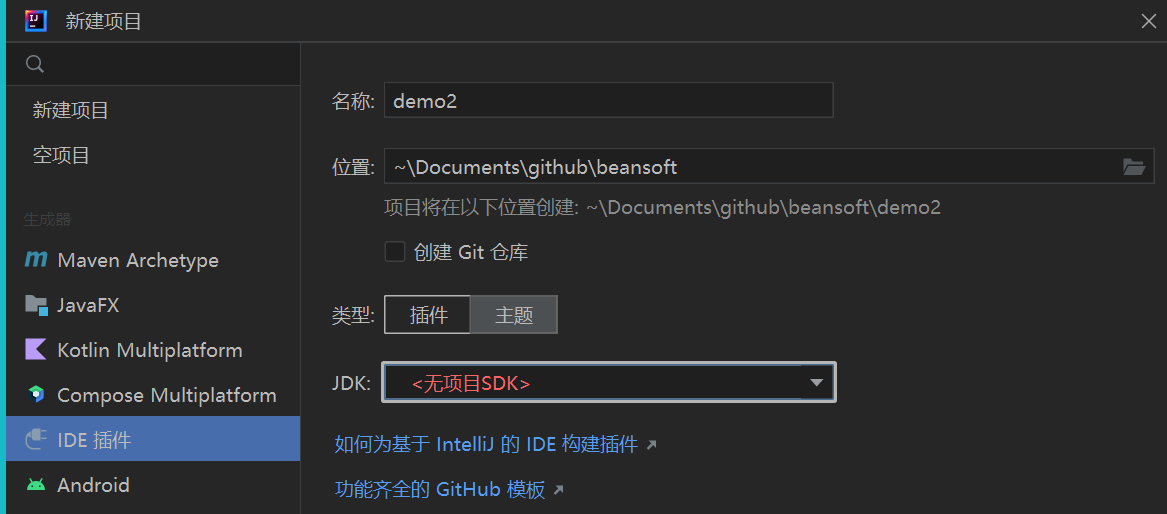 新建项目
新建项目
空项目
生成器
Maven Archetype
JavaFX
Kotlin Multiplatform
Compose Multiplatform
IDE 插件
Android
名称: demo2
位置: ~\Documents\github\beansoft
项目将在以下位置创建: ~\Documents\github\beansoft\demo2
创建 Git 仓库
类型: 插件 主题
JDK: <无项目SDK>
如何为基于 IntelliJ 的 IDE 构建插件
功能齐全的 GitHub 模板